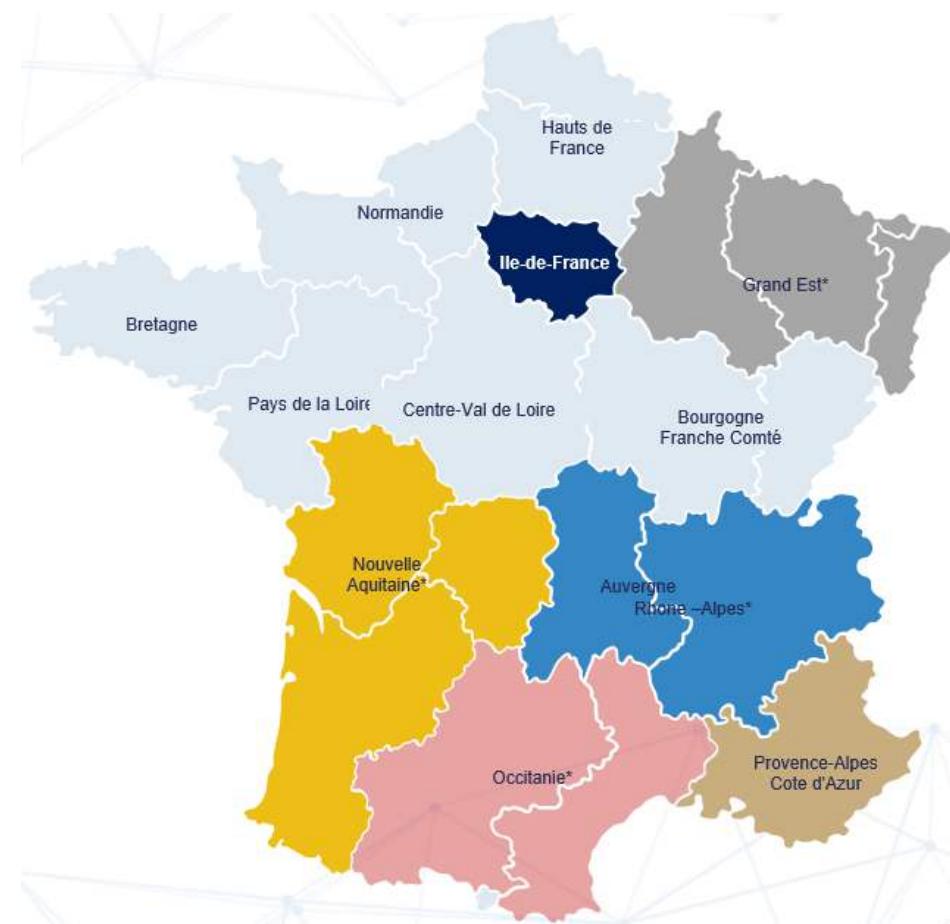 Hauts de
France
Normandie
Ile-de-France
Grand Est*
Bretagne
Pays de la Loire
Centre-Val de Loire
Bourgogne
Franche Comté
Nouvelle
Aquitaine*
Auvergne
Rhone –Alpes*
Provence-Alpes
Cote d'Azur
Occitanie*